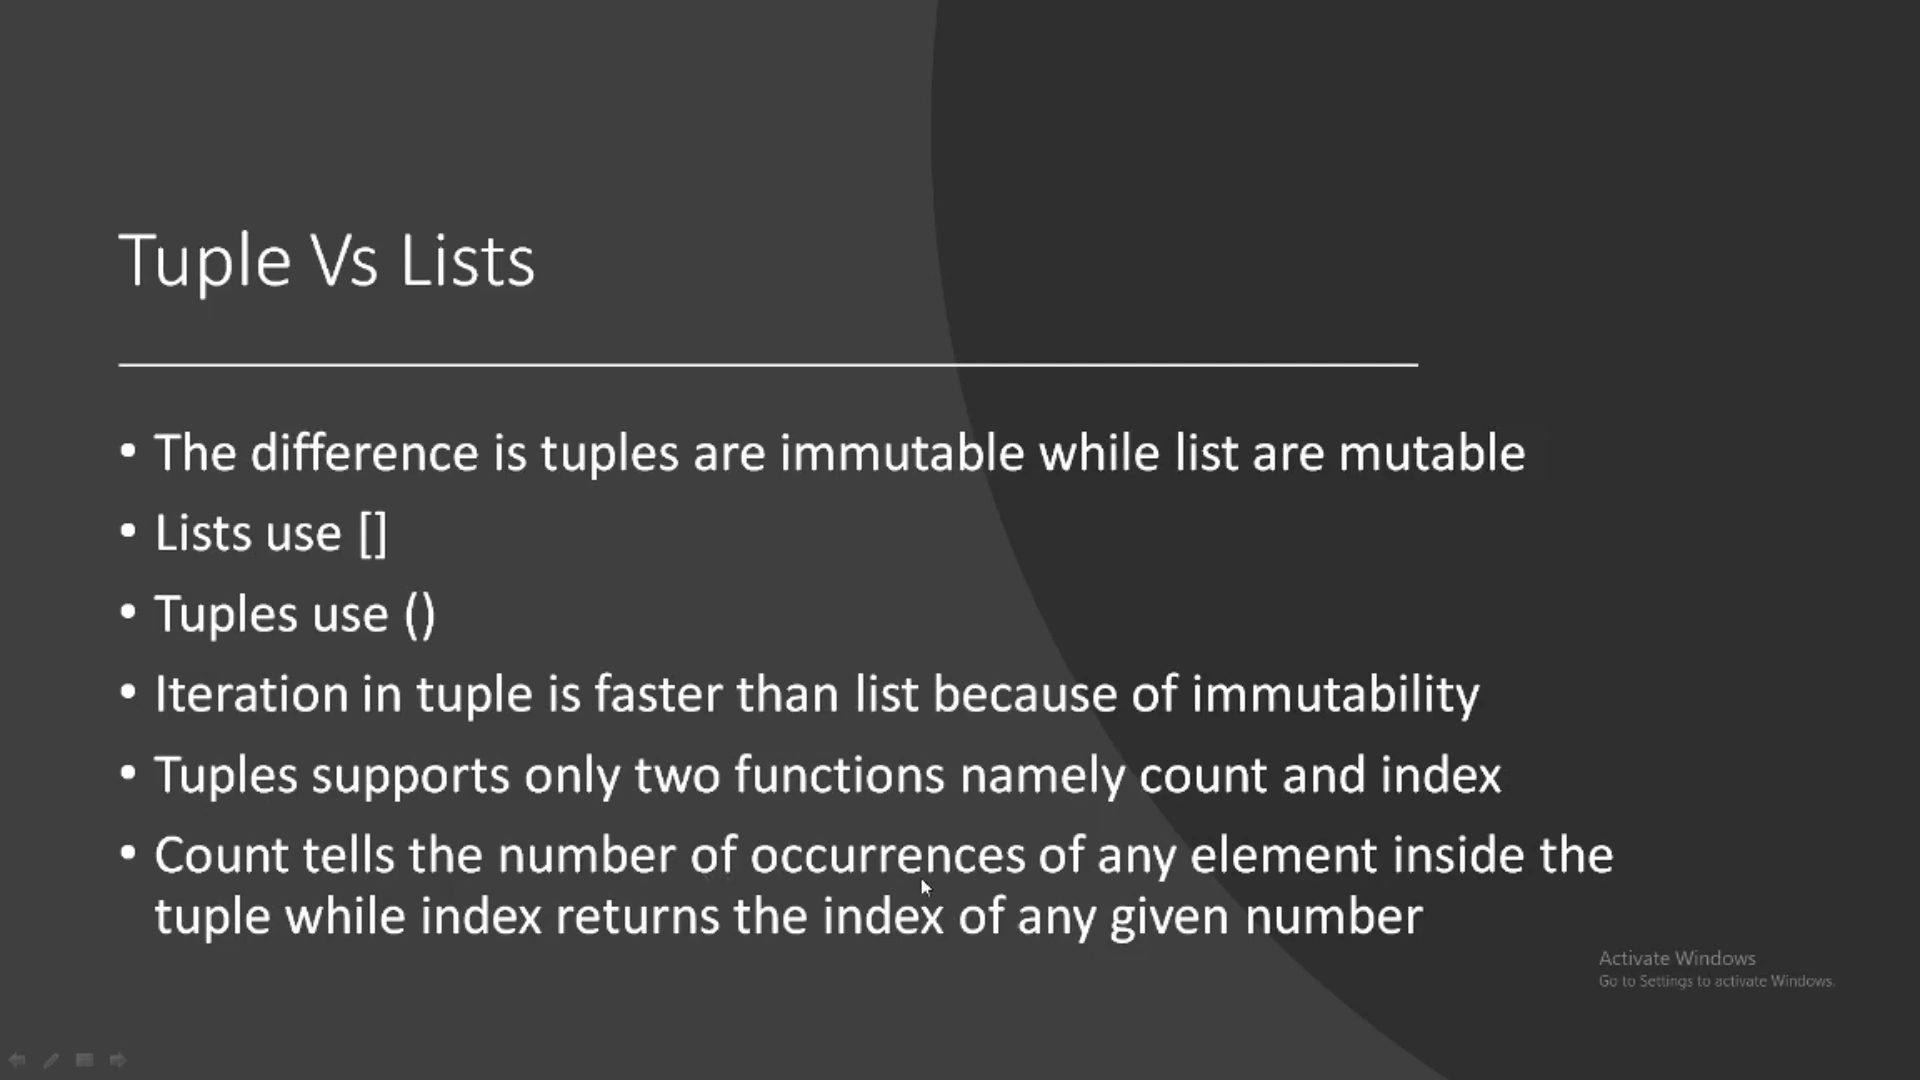 Tuple Vs Lists
• The difference is tuples are immutable while list are mutable
• Lists use []
• Tuples use ()
• Iteration in tuple is faster than list because of immutability
• Tuples supports only two functions namely count and index
• Count tells the number of occurrences of any element inside the
tuple while index returns the index of any given number
Activate Windows
Go to Settings to activate Windows.